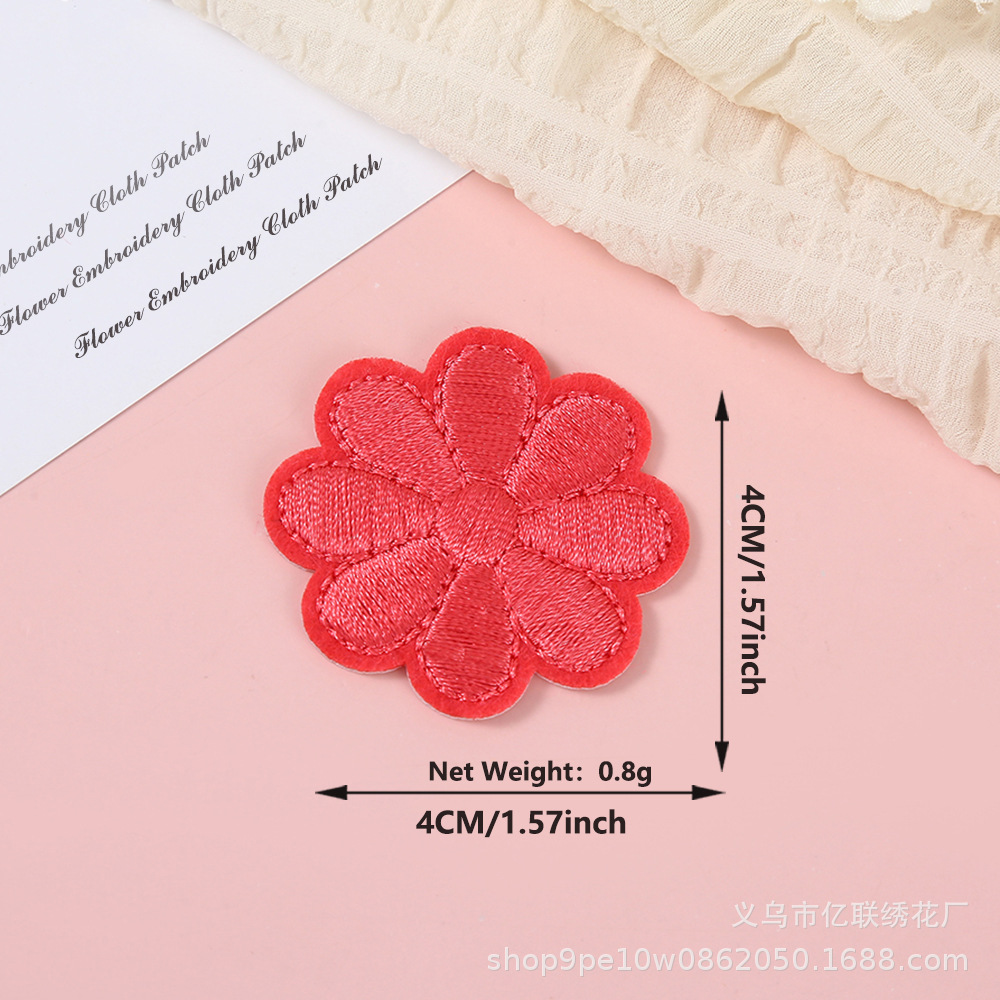 Embroidery Cloth Patch
Flower Embroidery Cloth Patch
Flower Embroidery Cloth Patch
4CM/1.57inch
Net Weight: 0.8g
4CM/1.57inch
义乌市亿联绣花厂
shop9pe10w0862050.1688.com